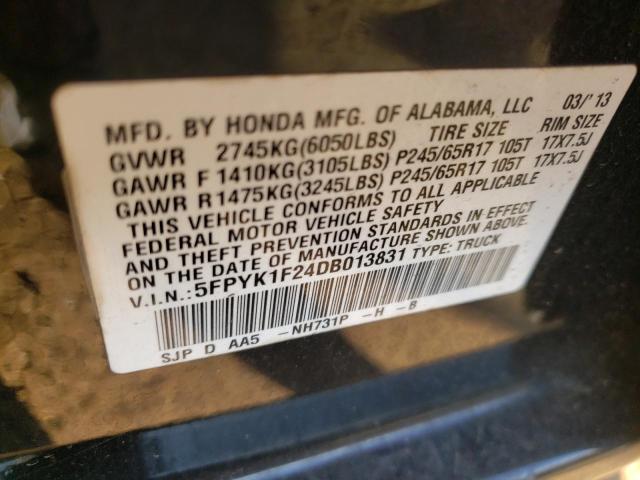 MFD. BY HONDA MFG. OF ALABAMA, LLC 03/'13
GVWR 2745KG(6050LBS) TIRE SIZE RIM SIZE
GAWR F 1410KG(3105LBS) P245/65R17 105T 17X7.5J
GAWR R 1475KG(3245LBS) P245/65R17 105T 17X7.5J
THIS VEHICLE CONFORMS TO ALL APPLICABLE
FEDERAL MOTOR VEHICLE SAFETY
AND THEFT PREVENTION STANDARDS IN EFFECT
ON THE DATE OF MANUFACTURE SHOWN ABOVE.
V.I.N.:5FPYK1F24DB013831 TYPE: TRUCK
SJP D AA5 -NH731P -H -B